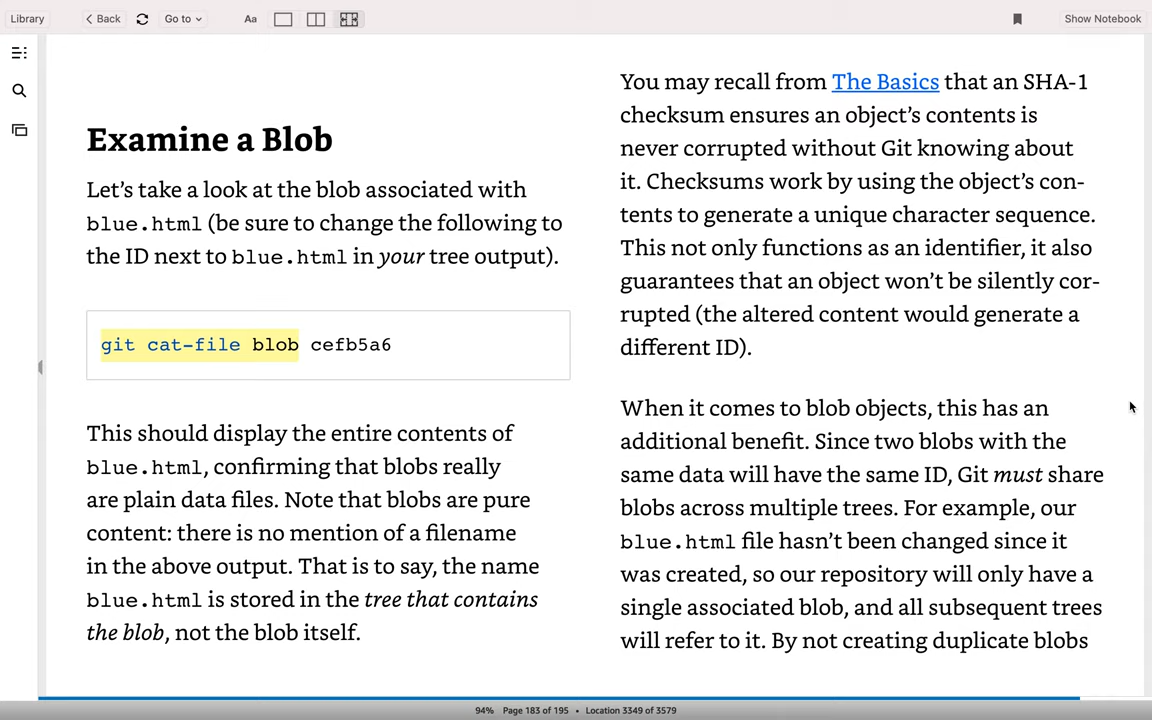 Library
Back
Go to
Aa
Show Notebook
Examine a Blob
Let’s take a look at the blob associated with
blue.html (be sure to change the following to
the ID next to blue.html in your tree output).
git cat-file blob cefb5a6
This should display the entire contents of
blue.html, confirming that blobs really
are plain data files. Note that blobs are pure
content: there is no mention of a filename
in the above output. That is to say, the name
blue.html is stored in the tree that contains
the blob, not the blob itself.
You may recall from The Basics that an SHA-1
checksum ensures an object’s contents is
never corrupted without Git knowing about
it. Checksums work by using the object’s con-
tents to generate a unique character sequence.
This not only functions as an identifier, it also
guarantees that an object won’t be silently cor-
rupted (the altered content would generate a
different ID).
When it comes to blob objects, this has an
additional benefit. Since two blobs with the
same data will have the same ID, Git must share
blobs across multiple trees. For example, our
blue.html file hasn’t been changed since it
was created, so our repository will only have a
single associated blob, and all subsequent trees
will refer to it. By not creating duplicate blobs
94% Page 183 of 195 • Location 3349 of 3579